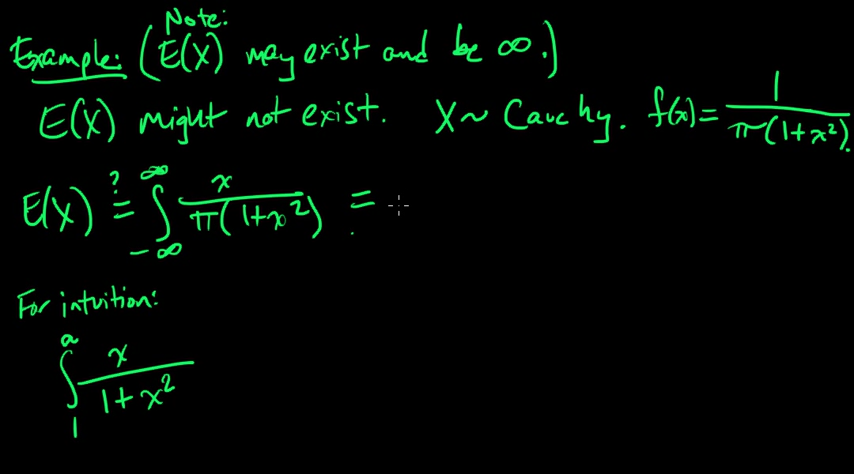 Note:
Example: (E(X) may exist and be ∞.)
E(X) might not exist. X ~ Cauchy. f(x) = 1/(π(1+x²)).
E(X) ≟ ∫_{-∞}^{∞} x/(π(1+x²)) =
For intuition:
∫_1^a x/(1+x²)